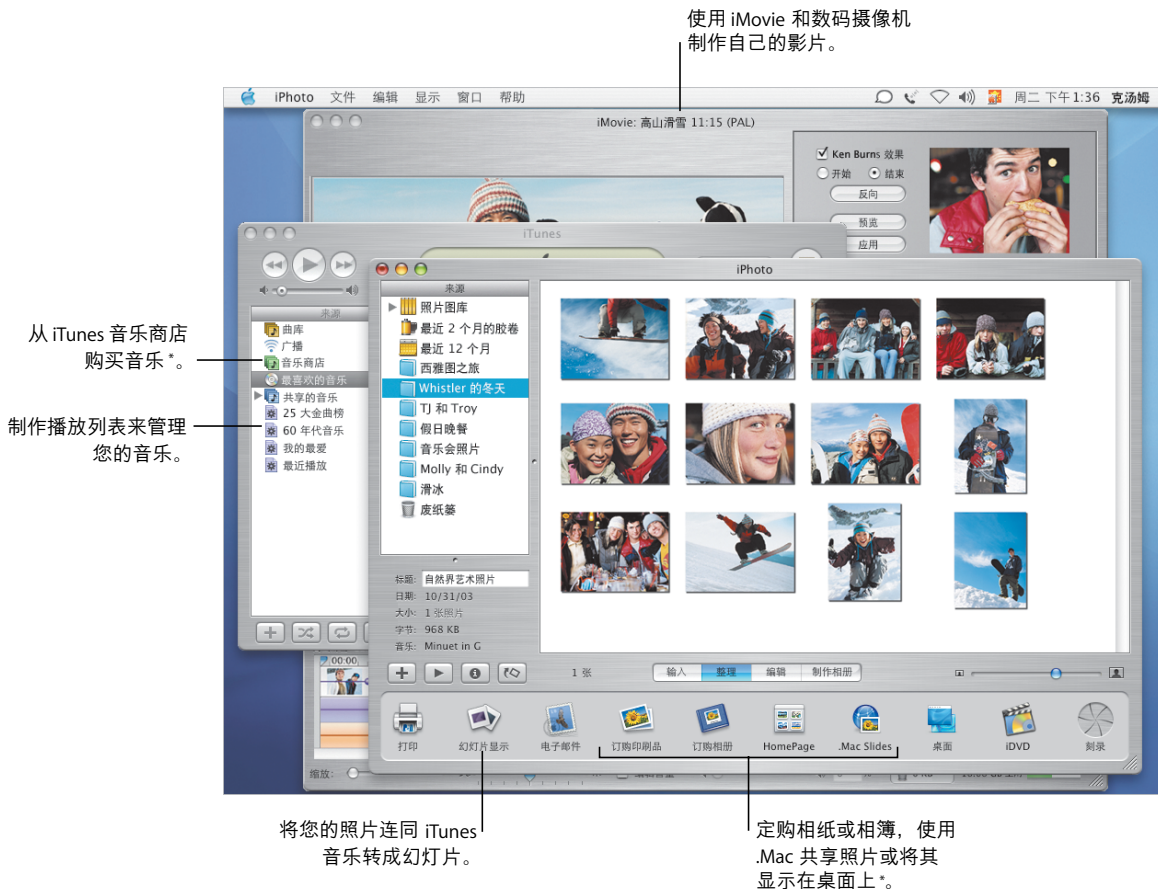 使用 iMovie 和数码摄像机
制作自己的影片。
iPhoto 文件 编辑 显示 窗口 帮助
周二 下午1:36 克汤姆
iMovie: 高山滑雪 11:15 (PAL)
Ken Burns 效果
开始 结束
反向
预览
应用
iTunes
来源
曲库
广播
音乐商店
最喜欢的音乐
共享的音乐
25 大金曲榜
60 年代音乐
我的最爱
最近播放
从 iTunes 音乐商店
购买音乐 *。
制作播放列表来管理
您的音乐。
iPhoto
来源
照片图库
最近 2 个月的胶卷
最近 12 个月
西雅图之旅
Whistler 的冬天
TJ 和 Troy
假日晚餐
音乐会照片
Molly 和 Cindy
滑冰
废纸篓
标题: 自然界艺术照片
日期: 10/31/03
大小: 1 张照片
字节: 968 KB
音乐: Minuet in G
1 张
输入 整理 编辑 制作相册
00:00
打印 幻灯片显示 电子邮件 订购印刷品 订购相册 HomePage .Mac Slides 桌面 iDVD 刻录
缩放:
将您的照片连同 iTunes
音乐转成幻灯片。
定购相纸或相簿，使用
.Mac 共享照片或将其
显示在桌面上 *。